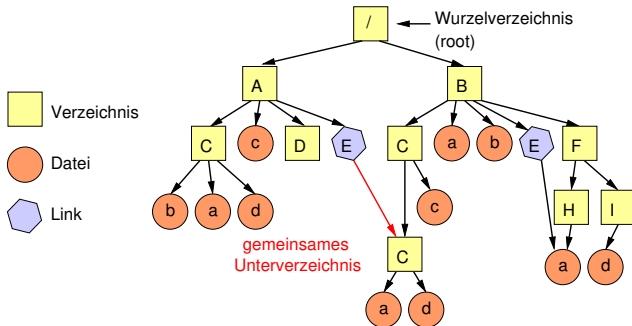 /
Wurzelverzeichnis
(root)
A
B
Verzeichnis
C
c
D
E
C
a
b
E
F
Datei
b
a
d
c
H
I
Link
gemeinsames
Unterverzeichnis
C
a
d
a
d